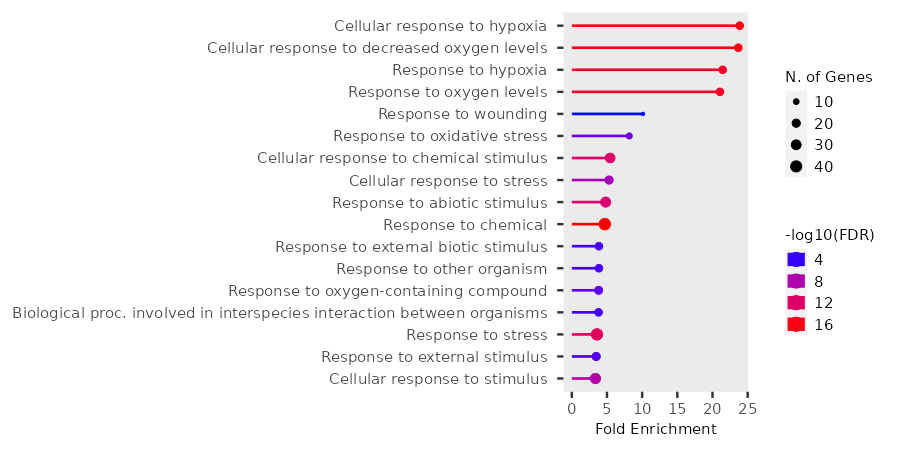 Cellular response to hypoxia
Cellular response to decreased oxygen levels
Response to hypoxia
Response to oxygen levels
Response to wounding
Response to oxidative stress
Cellular response to chemical stimulus
Cellular response to stress
Response to abiotic stimulus
Response to chemical
Response to external biotic stimulus
Response to other organism
Response to oxygen-containing compound
Biological proc. involved in interspecies interaction between organisms
Response to stress
Response to external stimulus
Cellular response to stimulus
0 5 10 15 20 25
Fold Enrichment
N. of Genes
10
20
30
40
-log10(FDR)
4
8
12
16